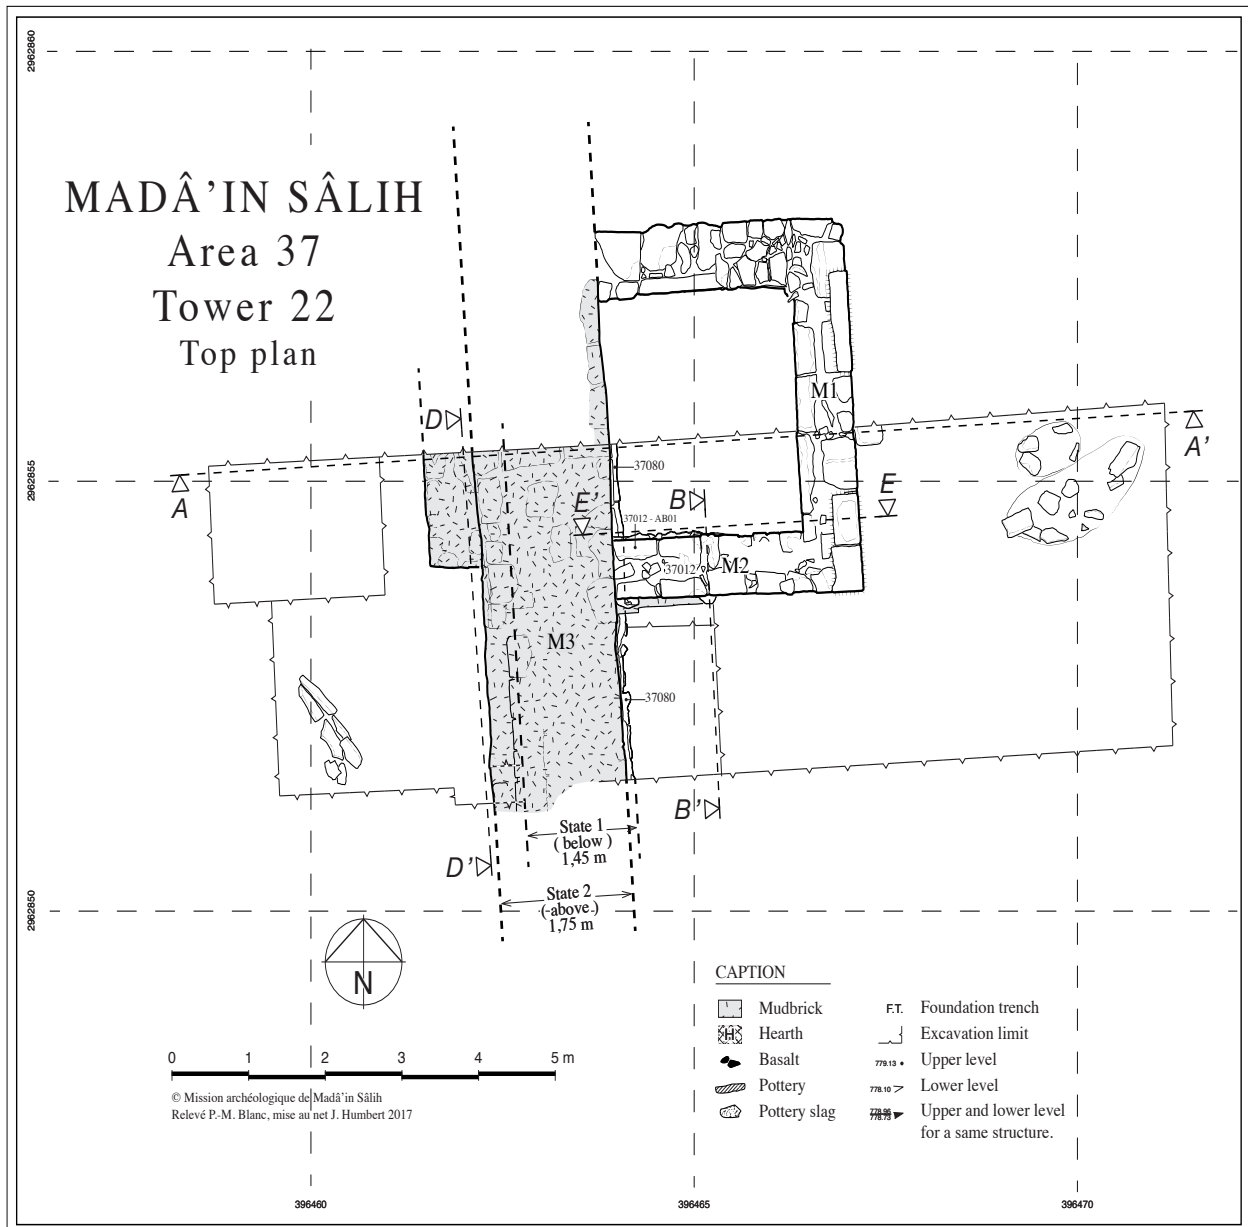 2962860
MADÂ’IN SÂLIH
Area 37
Tower 22
Top plan
M1
D
A'
37080
2962855
A
E'
B
E
37012 - AB01
37012
M2
M3
37080
B'
State 1
( below )
1,45 m
D'
State 2
(above )
1,75 m
2962850
N
CAPTION
Mudbrick
F.T. Foundation trench
H Hearth
Excavation limit
Basalt
779.13 Upper level
Pottery
778.10 Lower level
Pottery slag
778.96 Upper and lower level
778.73 for a same structure.
0 1 2 3 4 5 m
© Mission archéologique de Madâ’in Sâlih
Relevé P.-M. Blanc, mise au net J. Humbert 2017
396460 396465 396470